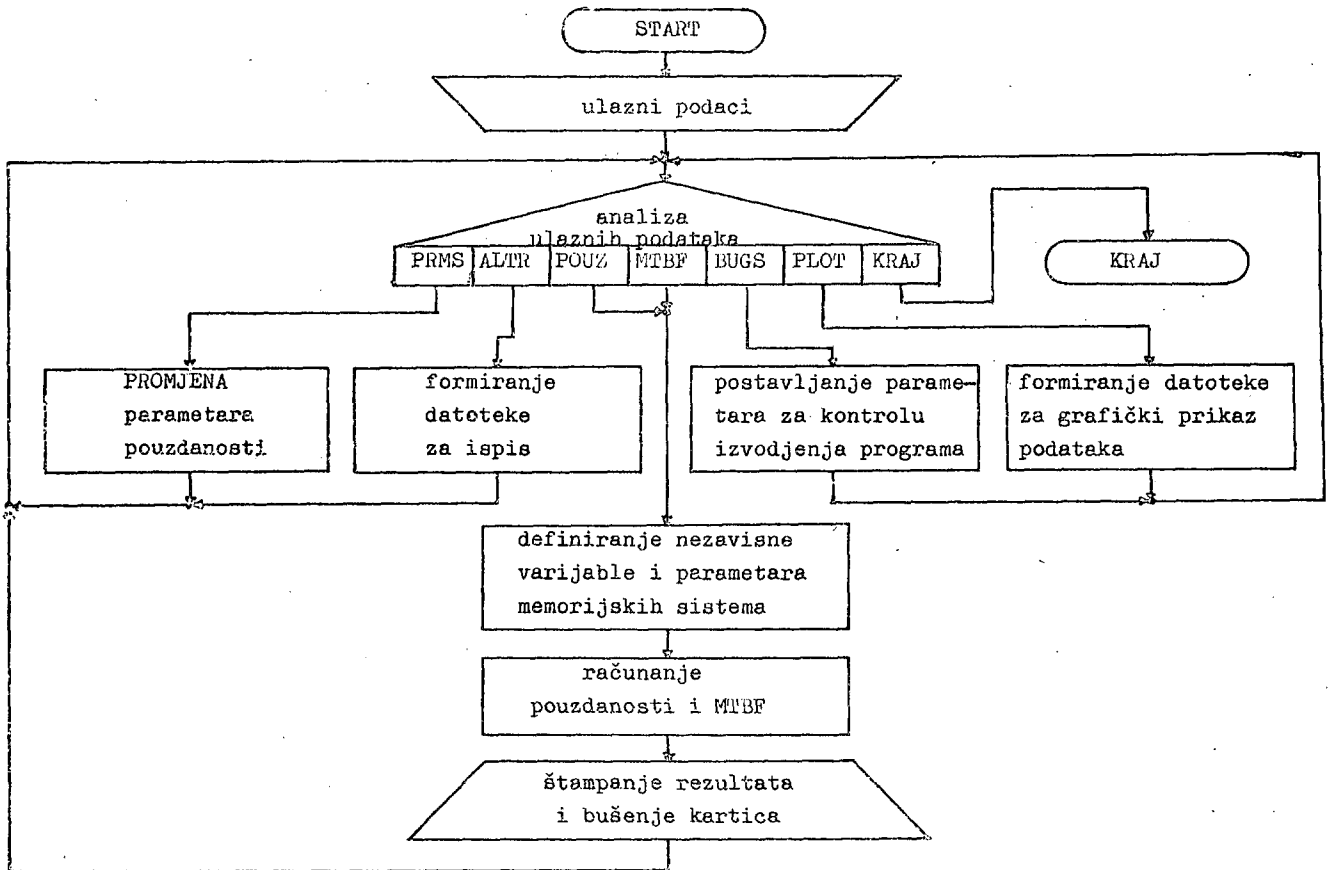 START
ulazni podaci
analiza
ulaznih podataka
PRMS ALTR POUZ MTBF BUGS PLOT KRAJ
KRAJ
PROMJENA
parametara
pouzdanosti
formiranje
datoteke
za ispis
postavljanje parame-
tara za kontrolu
izvodjenja programa
formiranje datoteke
za grafički prikaz
podataka
definiranje nezavisne
varijable i parametara
memorijskih sistema
računanje
pouzdanosti i MTBF
štampanje rezultata
i bušenje kartica